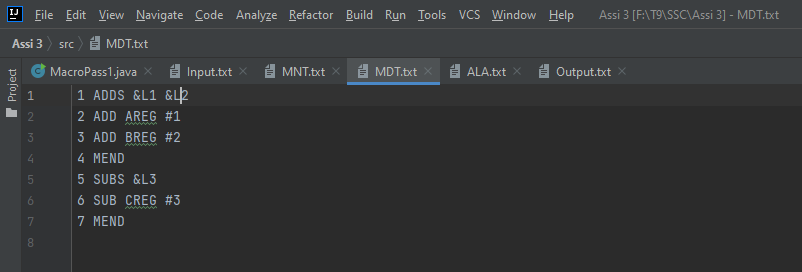 IJ File Edit View Navigate Code Analyze Refactor Build Run Tools VCS Window Help Assi 3 [F:\T9\SSC\Assi 3] - MDT.txt
Assi 3 src MDT.txt
Project
MacroPass1.java Input.txt MNT.txt MDT.txt ALA.txt Output.txt
1 1 ADDS &L1 &L2
2 2 ADD AREG #1
3 3 ADD BREG #2
4 4 MEND
5 5 SUBS &L3
6 6 SUB CREG #3
7 7 MEND
8